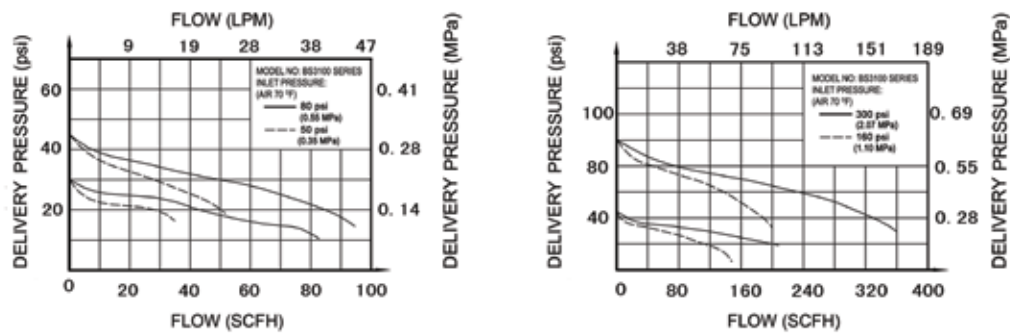 FLOW (LPM)
9 19 28 38 47
DELIVERY PRESSURE (psi)
60
40
20
MODEL NO: BS3100 SERIES
INLET PRESSURE:
(AIR 70 °F)
80 psi
(0.55 MPa)
50 psi
(0.35 MPa)
0. 41
0. 28
0. 14
DELIVERY PRESSURE (MPa)
0 20 40 60 80 100
FLOW (SCFH)
FLOW (LPM)
38 75 113 151 189
DELIVERY PRESSURE (psi)
100
80
40
MODEL NO: BS3100 SERIES
INLET PRESSURE:
(AIR 70 °F)
300 psi
(2.07 MPa)
160 psi
(1.10 MPa)
0. 69
0. 55
0. 28
DELIVERY PRESSURE (MPa)
0 80 160 240 320 400
FLOW (SCFH)